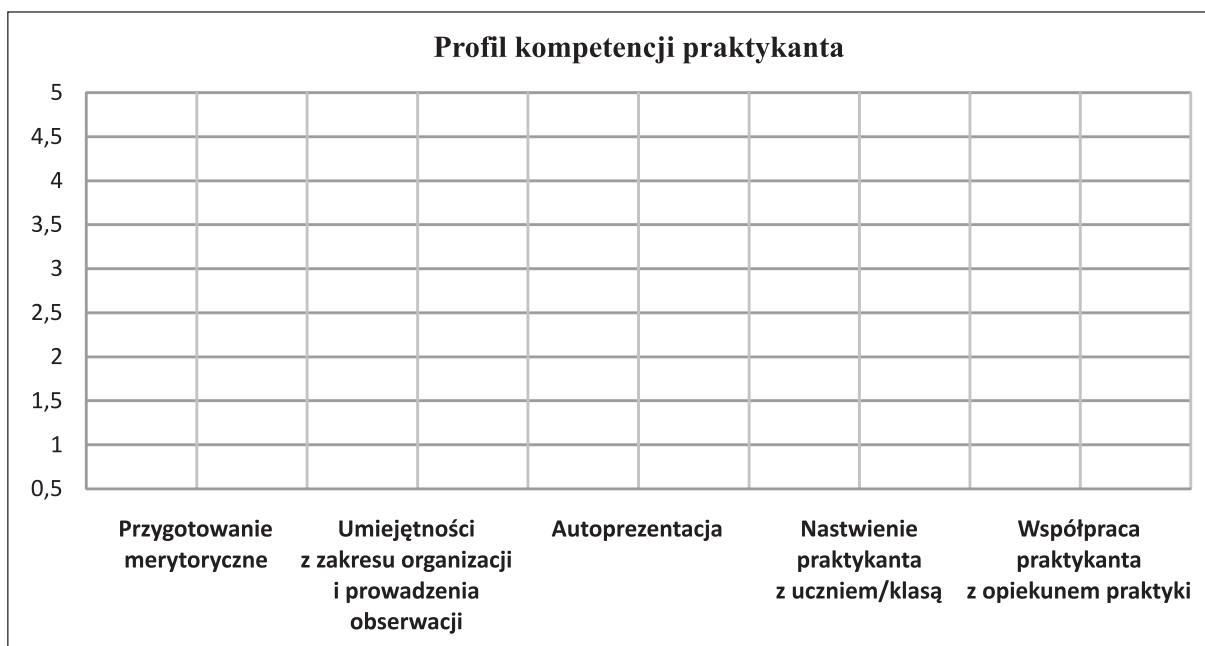 Profil kompetencji praktykanta
5
4,5
4
3,5
3
2,5
2
1,5
1
0,5
Przygotowanie
merytoryczne
Umiejętności
z zakresu organizacji
i prowadzenia
obserwacji
Autoprezentacja
Nastwienie
praktykanta
z uczniem/klasą
Współpraca
praktykanta
z opiekunem praktyki